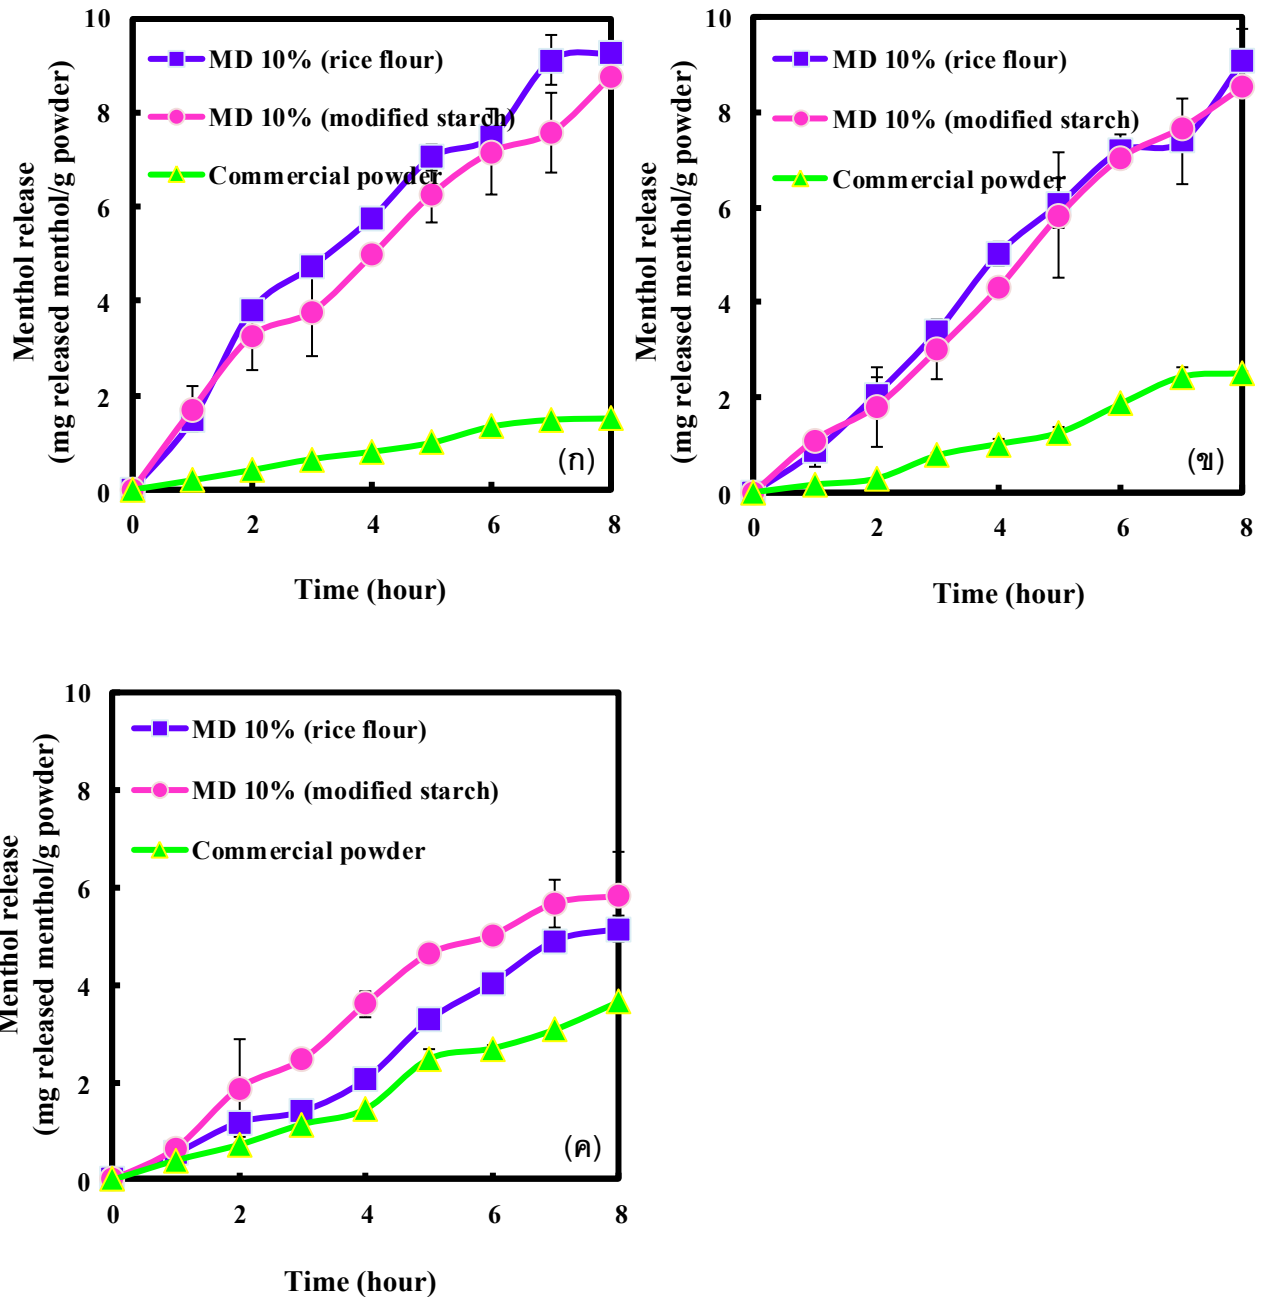 10
8
6
4
2
0
Menthol release
(mg released menthol/g powder)
MD 10% (rice flour)
MD 10% (modified starch)
Commercial powder
(ก)
0 2 4 6 8
Time (hour)
10
8
6
4
2
0
Menthol release
(mg released menthol/g powder)
MD 10% (rice flour)
MD 10% (modified starch)
Commercial powder
(ข)
0 2 4 6 8
Time (hour)
10
8
6
4
2
0
Menthol release
(mg released menthol/g powder)
MD 10% (rice flour)
MD 10% (modified starch)
Commercial powder
(ค)
0 2 4 6 8
Time (hour)